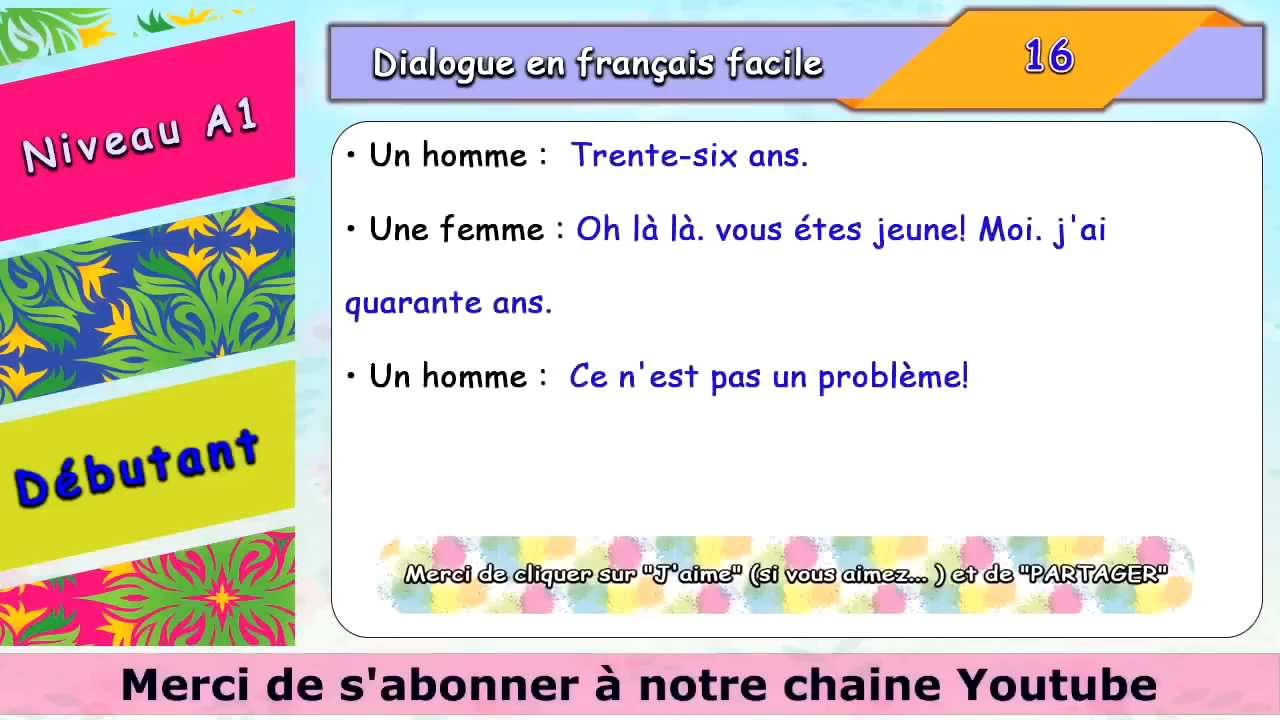 Dialogue en français facile
16
Niveau A1
• Un homme : Trente-six ans.
• Une femme : Oh là là. vous étes jeune! Moi. j'ai
quarante ans.
• Un homme : Ce n'est pas un problème!
Débutant
Merci de cliquer sur "J'aime" (si vous aimez... ) et de "PARTAGER"
Merci de s'abonner à notre chaine Youtube